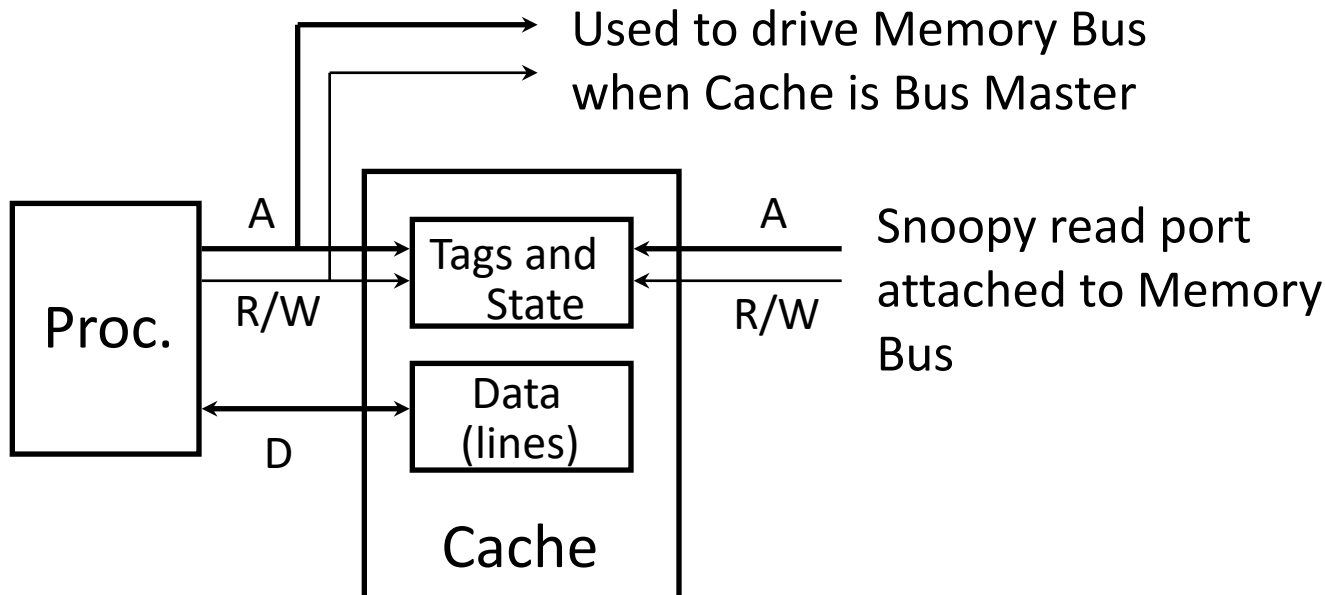 Used to drive Memory Bus
when Cache is Bus Master
A
A
Snoopy read port
attached to Memory
Bus
Tags and
State
R/W
R/W
Proc.
Data
(lines)
D
Cache